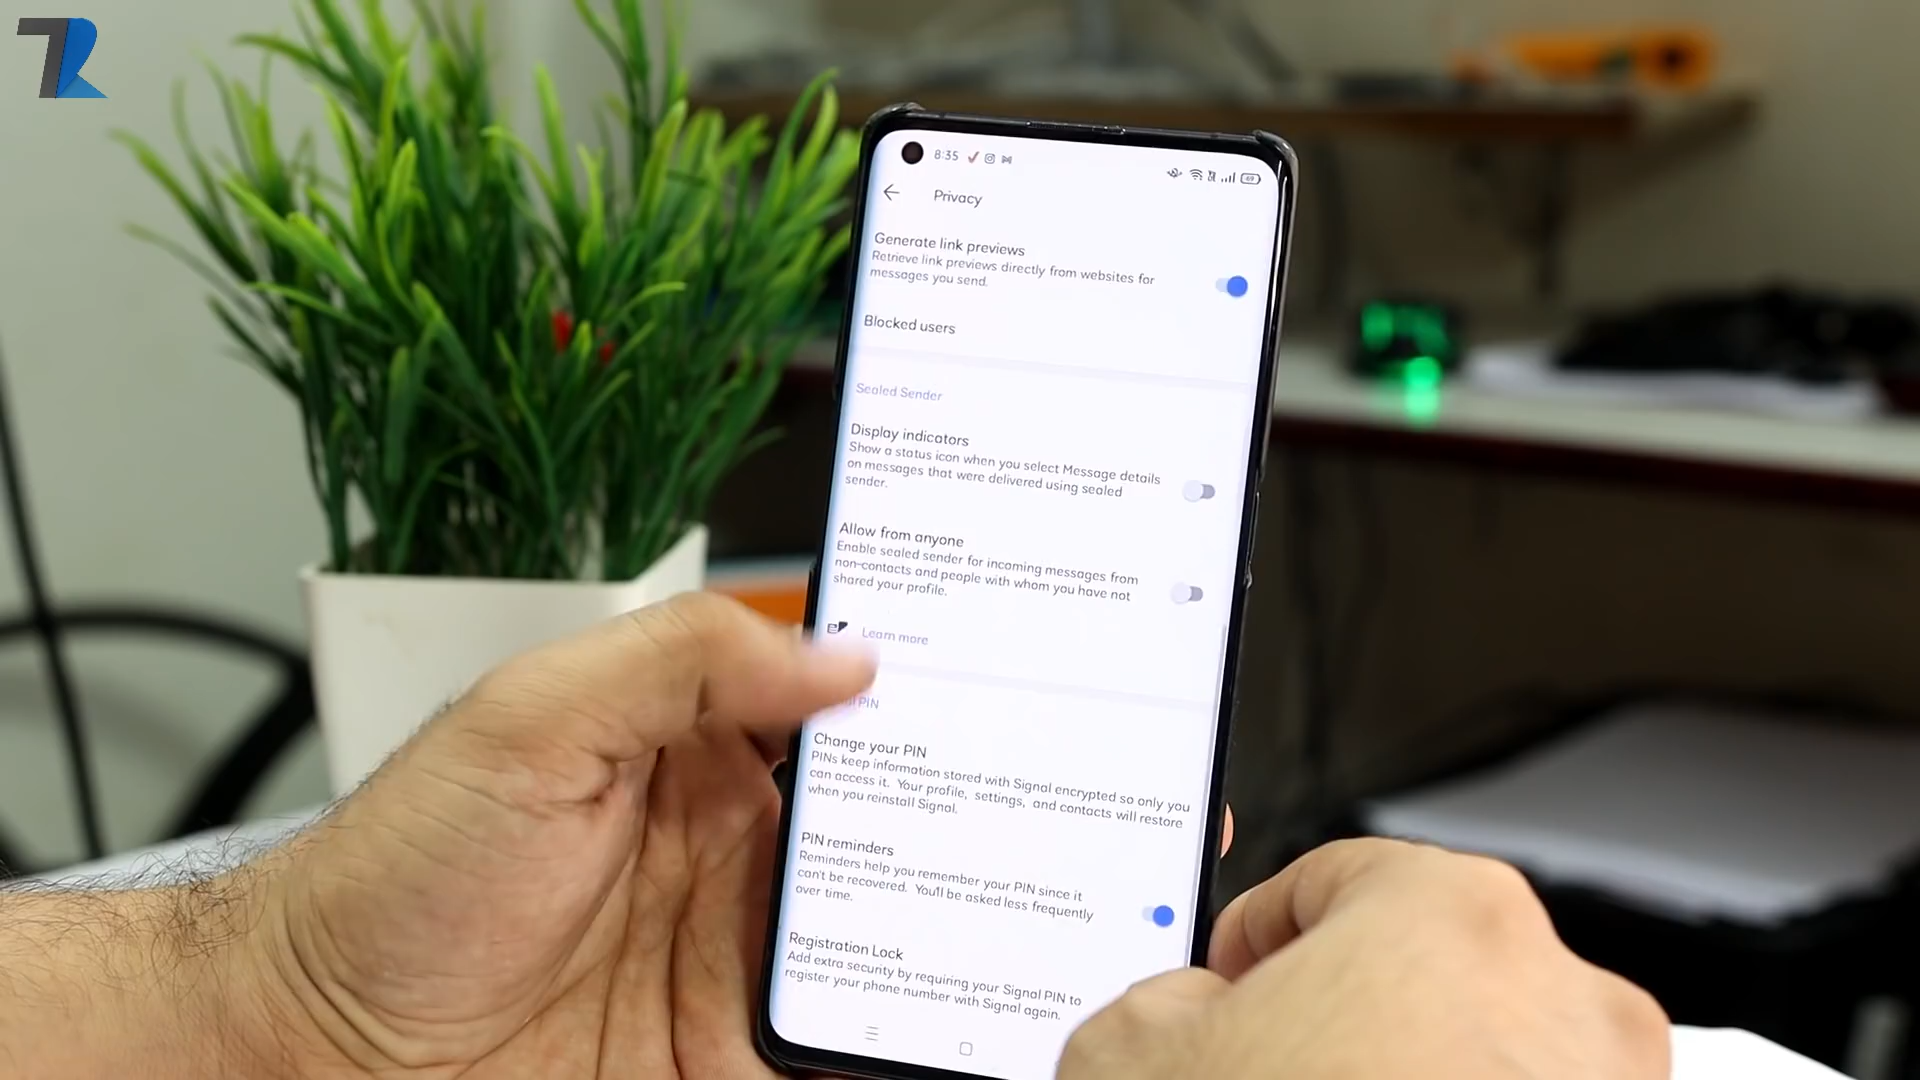 8:35
69
Privacy
Generate link previews
Retrieve link previews directly from websites for
messages you send.
Blocked users
Sealed Sender
Display indicators
Show a status icon when you select Message details
on messages that were delivered using sealed
sender.
Allow from anyone
Enable sealed sender for incoming messages from
non-contacts and people with whom you have not
shared your profile.
Learn more
PIN
Change your PIN
PINs keep information stored with Signal encrypted so only you
can access it. Your profile, settings, and contacts will restore
when you reinstall Signal.
PIN reminders
Reminders help you remember your PIN since it
can't be recovered. You'll be asked less frequently
over time.
Registration Lock
Add extra security by requiring your Signal PIN to
register your phone number with Signal again.